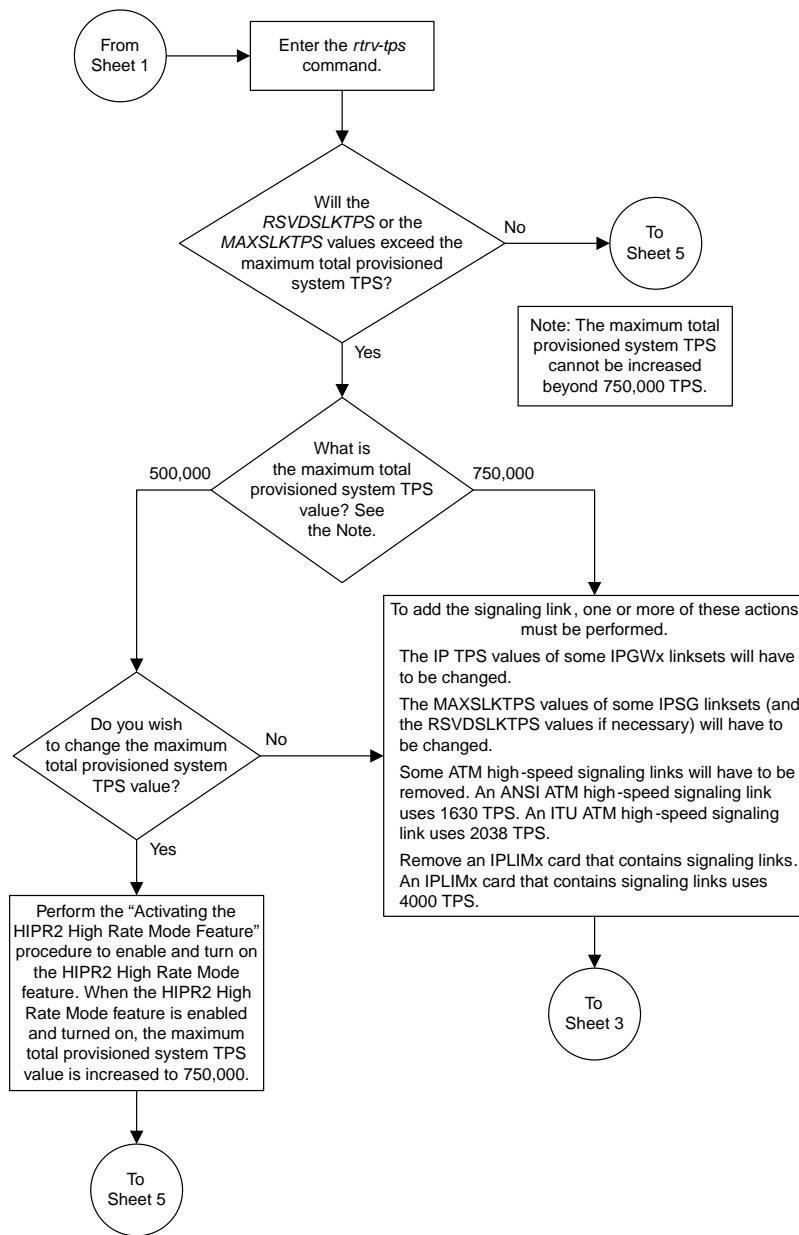 From
Sheet 1
Enter the rtrv-tps
command.
Will the
RSVDSLKTPS or the
MAXSLKTPS values exceed the
maximum total provisioned
system TPS?
No
To
Sheet 5
Note: The maximum total
provisioned system TPS
cannot be increased
beyond 750,000 TPS.
Yes
What is
the maximum total
provisioned system TPS
value? See
the Note.
500,000
750,000
To add the signaling link, one or more of these actions
must be performed.
The IP TPS values of some IPGWx linksets will have
to be changed.
The MAXSLKTPS values of some IPSG linksets (and
the RSVDSLKTPS values if necessary) will have to
be changed.
Some ATM high-speed signaling links will have to be
removed. An ANSI ATM high-speed signaling link
uses 1630 TPS. An ITU ATM high-speed signaling
link uses 2038 TPS.
Remove an IPLIMx card that contains signaling links.
An IPLIMx card that contains signaling links uses
4000 TPS.
Do you wish
to change the maximum
total provisioned system
TPS value?
No
Yes
Perform the “Activating the
HIPR2 High Rate Mode Feature”
procedure to enable and turn on
the HIPR2 High Rate Mode
feature. When the HIPR2 High
Rate Mode feature is enabled
and turned on, the maximum
total provisioned system TPS
value is increased to 750,000.
To
Sheet 3
To
Sheet 5